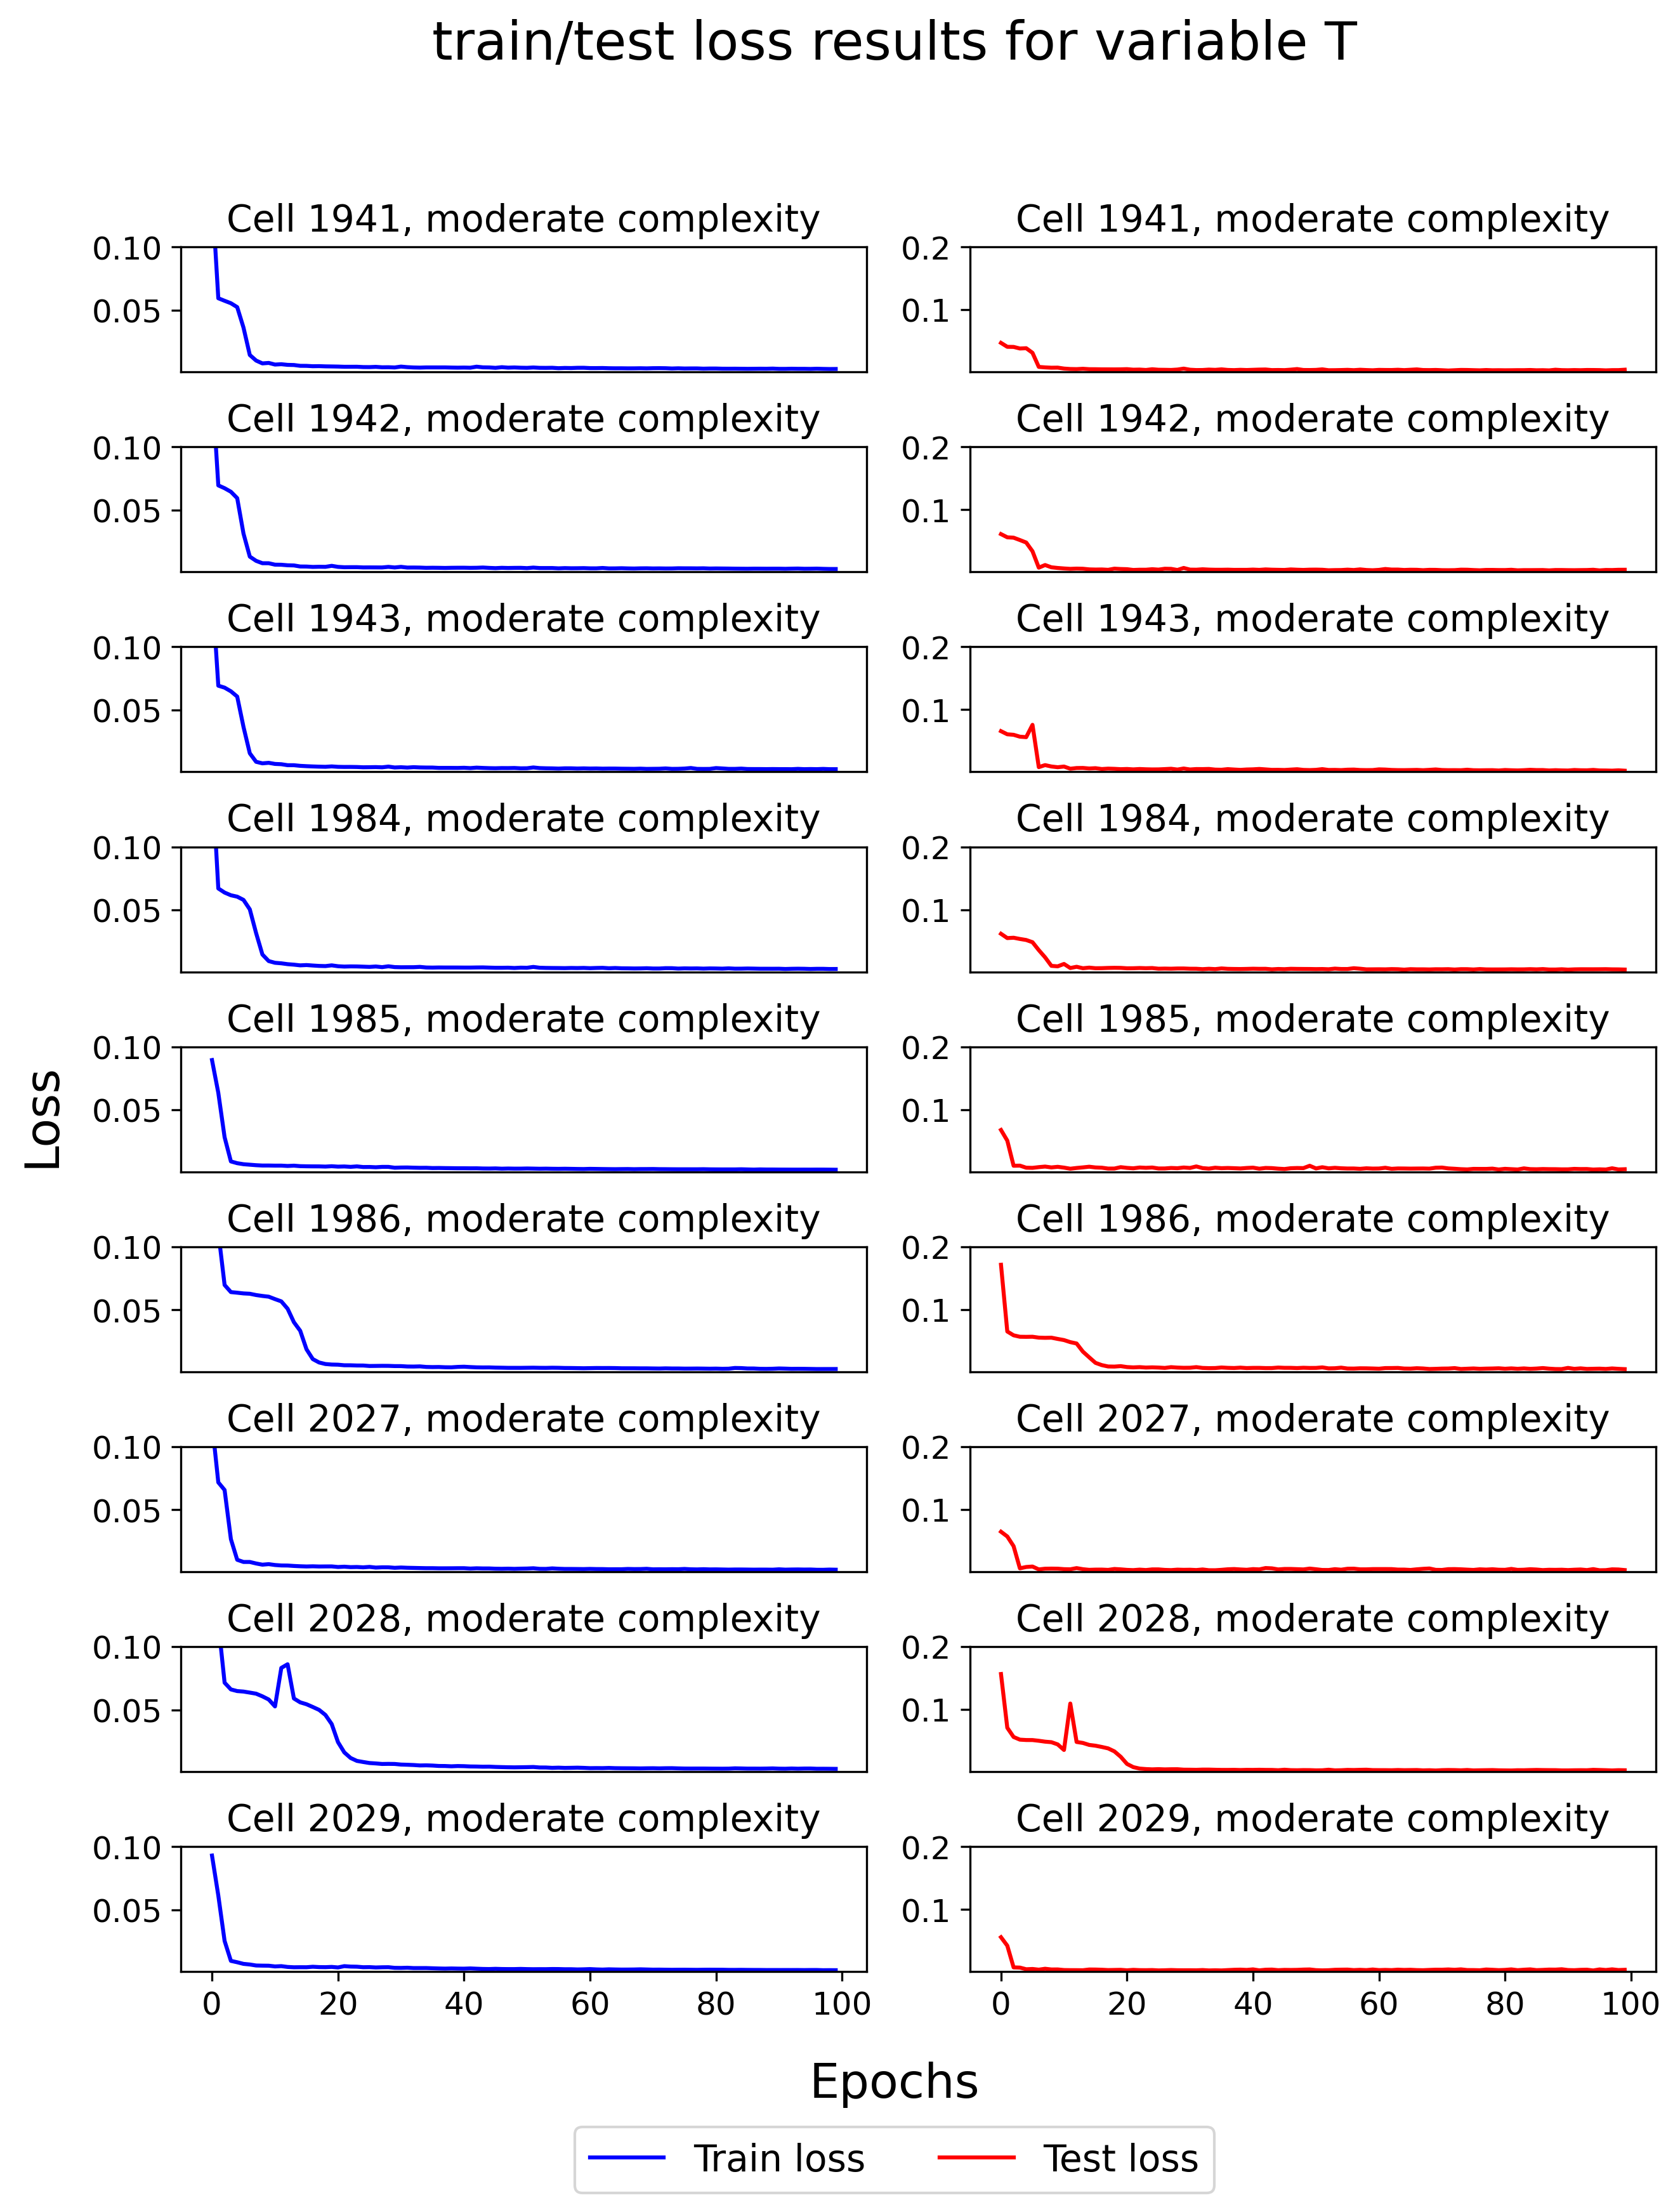 train/test loss results for variable T
Cell 1941, moderate complexity
0.10
0.05
Cell 1941, moderate complexity
0.2
0.1
Cell 1942, moderate complexity
0.10
0.05
Cell 1942, moderate complexity
0.2
0.1
Cell 1943, moderate complexity
0.10
0.05
Cell 1943, moderate complexity
0.2
0.1
Cell 1984, moderate complexity
0.10
0.05
Cell 1984, moderate complexity
0.2
0.1
Cell 1985, moderate complexity
0.10
0.05
Cell 1985, moderate complexity
0.2
0.1
Loss
Cell 1986, moderate complexity
0.10
0.05
Cell 1986, moderate complexity
0.2
0.1
Cell 2027, moderate complexity
0.10
0.05
Cell 2027, moderate complexity
0.2
0.1
Cell 2028, moderate complexity
0.10
0.05
Cell 2028, moderate complexity
0.2
0.1
Cell 2029, moderate complexity
0.10
0.05
0 20 40 60 80 100
Cell 2029, moderate complexity
0.2
0.1
0 20 40 60 80 100
Epochs
Train loss
Test loss